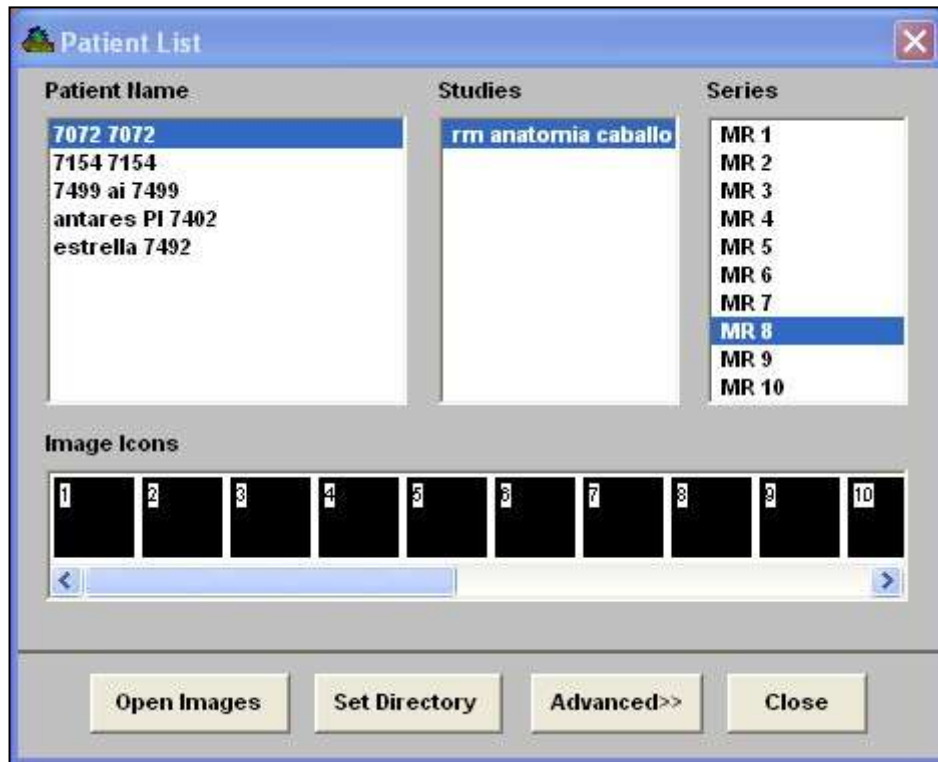 Patient List
Patient Name
7072 7072
7154 7154
7499 ai 7499
antares PI 7402
estrella 7492
Studies
rm anatomia caballo
Series
MR 1
MR 2
MR 3
MR 4
MR 5
MR 6
MR 7
MR 8
MR 9
MR 10
Image Icons
1 2 3 4 5 6 7 8 9 10
Open Images Set Directory Advanced>> Close